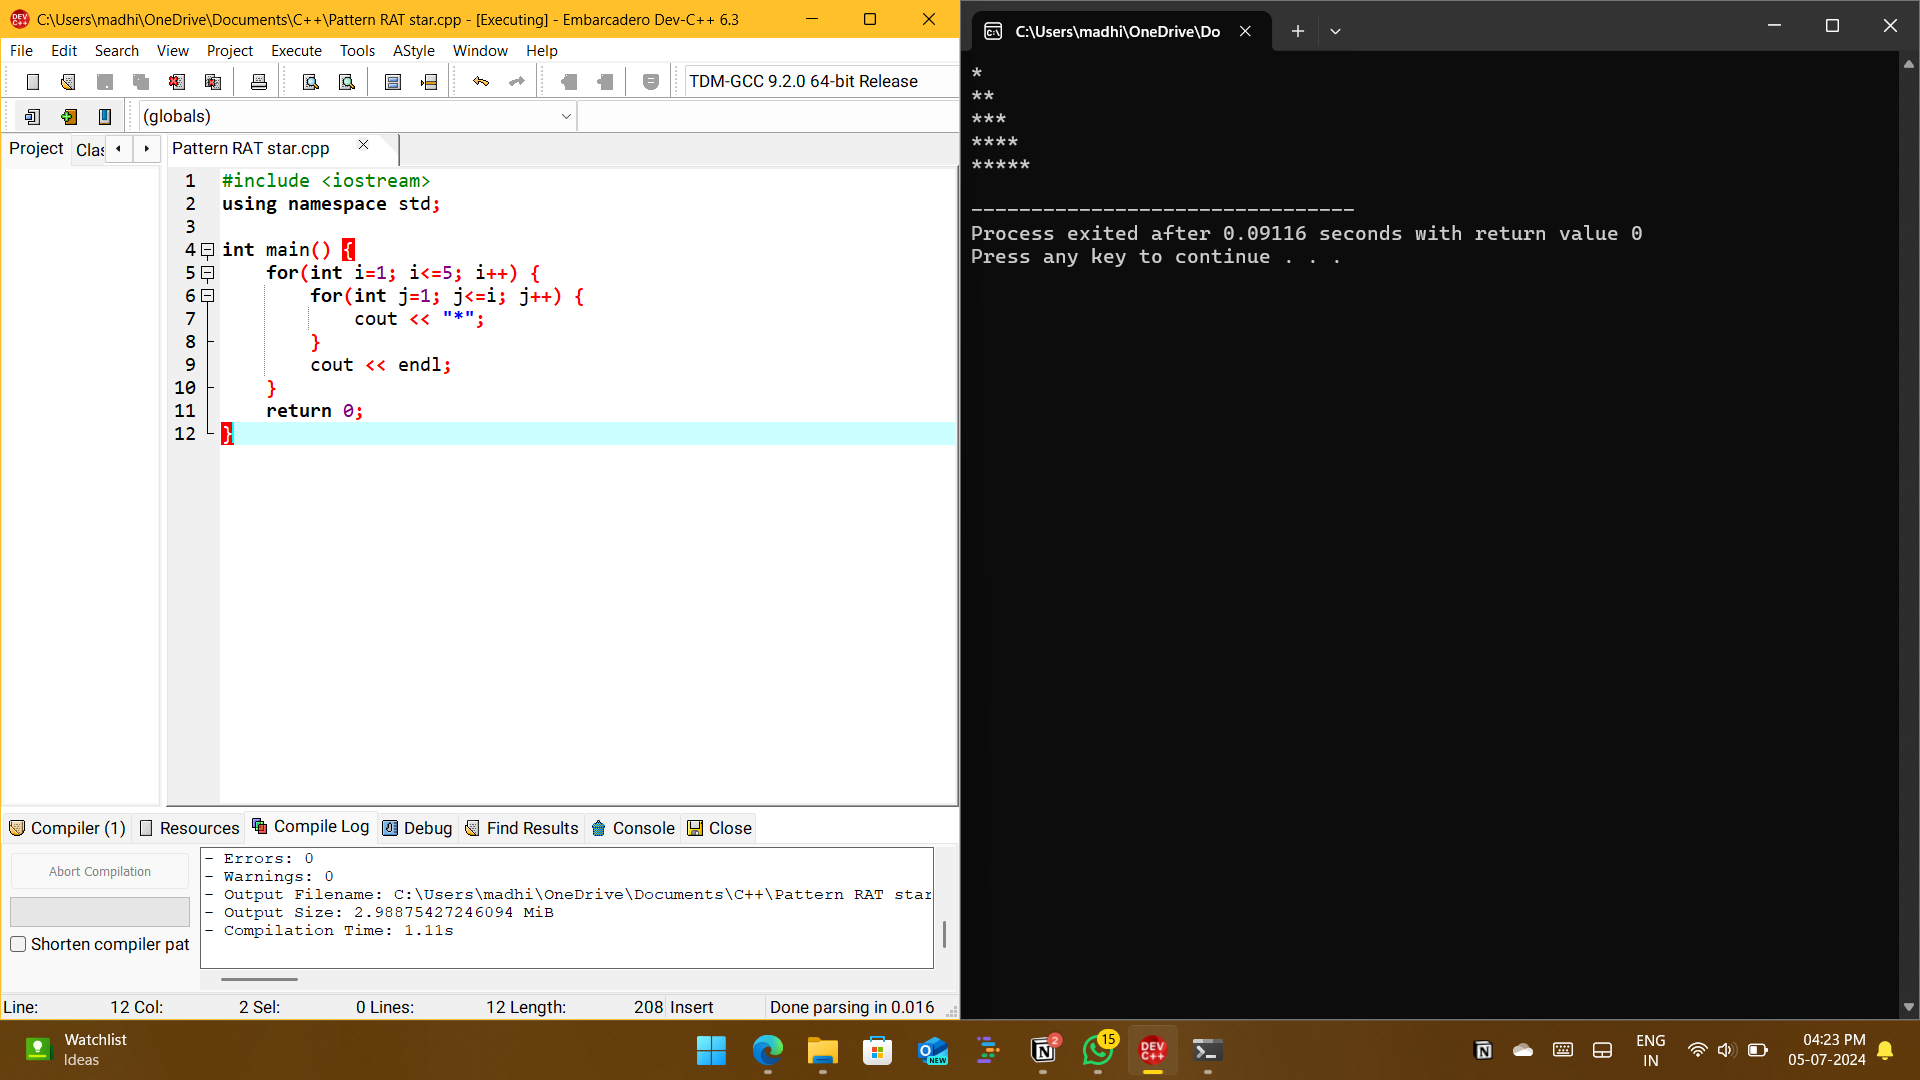 C:\Users\madhi\OneDrive\Documents\C++\Pattern RAT star.cpp - [Executing] - Embarcadero Dev-C++ 6.3
File Edit Search View Project Execute Tools AStyle Window Help
TDM-GCC 9.2.0 64-bit Release
(globals)
Project Clas
Pattern RAT star.cpp
1 #include <iostream>
2 using namespace std;
3
4 int main() {
5 for(int i=1; i<=5; i++) {
6 for(int j=1; j<=i; j++) {
7 cout << "*";
8 }
9 cout << endl;
10 }
11 return 0;
12 }
Compiler (1) Resources Compile Log Debug Find Results Console Close
Abort Compilation
Shorten compiler pat
- Errors: 0
- Warnings: 0
- Output Filename: C:\Users\madhi\OneDrive\Documents\C++\Pattern RAT star
- Output Size: 2.98875427246094 MiB
- Compilation Time: 1.11s
Line: 12 Col: 2 Sel: 0 Lines: 12 Length: 208 Insert Done parsing in 0.016
C:\Users\madhi\OneDrive\Do
*
**
***
****
*****
--------------------------------
Process exited after 0.09116 seconds with return value 0
Press any key to continue . . .
Watchlist
Ideas
NEW
2
15
DEV
C++
ENG
IN
04:23 PM
05-07-2024